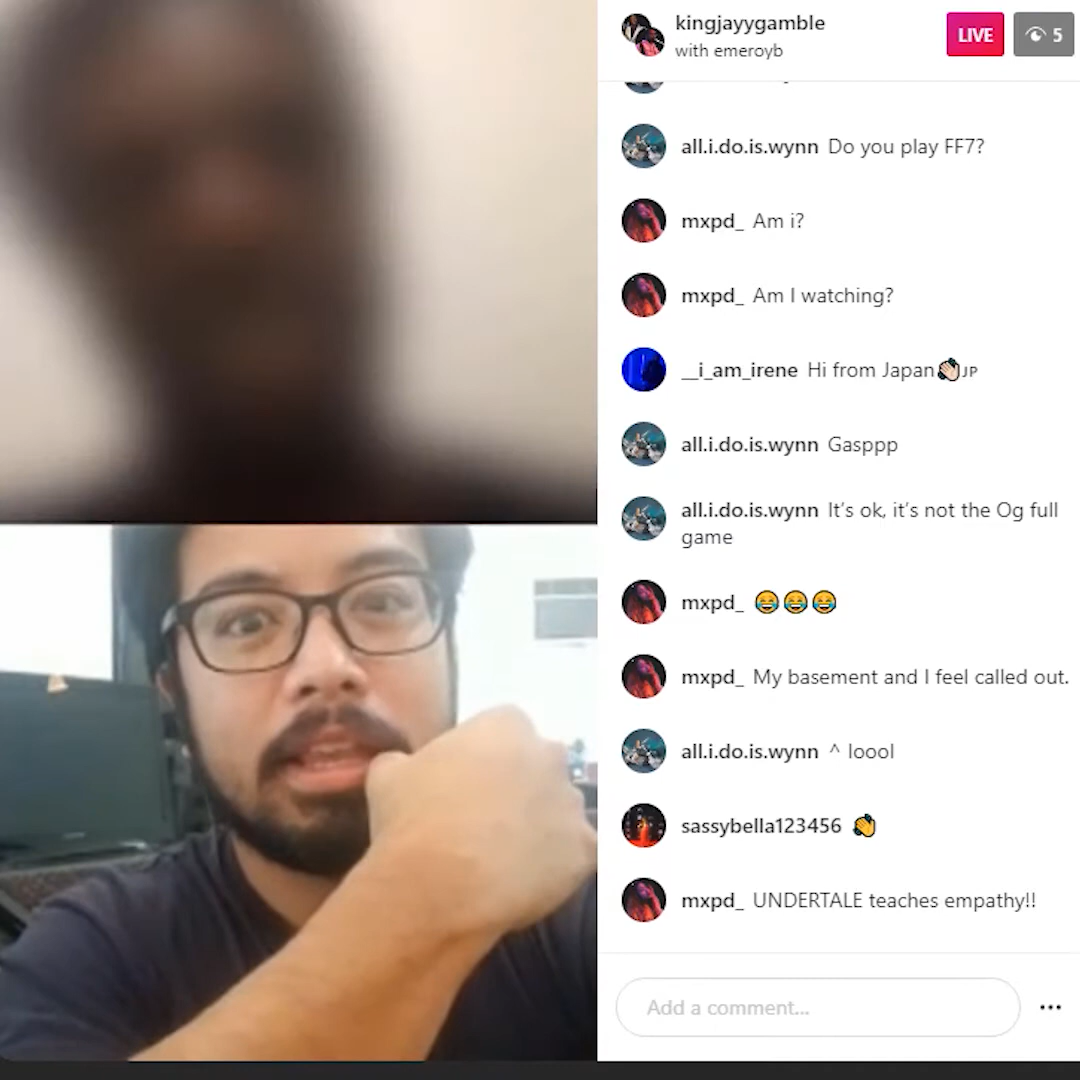 kingjayygamble
with emeroyb
LIVE
5
all.i.do.is.wynn Do you play FF7?
mxpd_ Am i?
mxpd_ Am I watching?
__i_am_irene Hi from Japan👏🏻JP
all.i.do.is.wynn Gasppp
all.i.do.is.wynn It’s ok, it’s not the Og full
game
mxpd_ 😂😂😂
mxpd_ My basement and I feel called out.
all.i.do.is.wynn ^ loool
sassybella123456 👏
mxpd_ UNDERTALE teaches empathy!!
Add a comment...